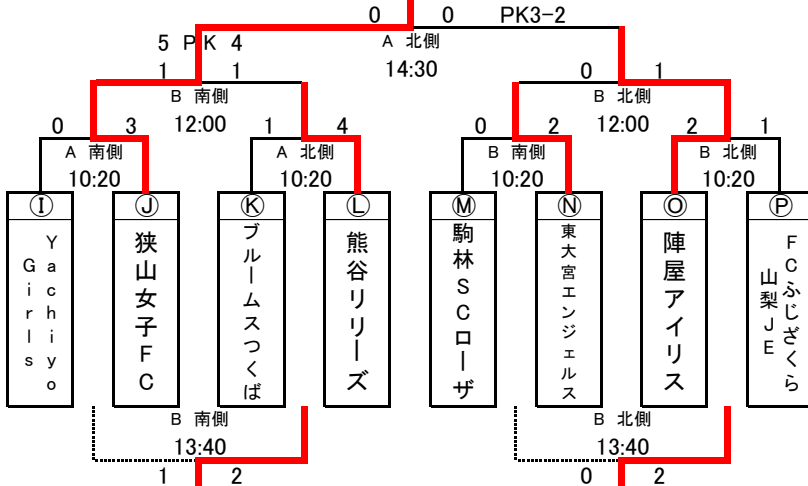 0 0 PK3-2
5 PK 4
A 北側
14:30
1 1
0 1
B 南側
B 北側
12:00
12:00
0 3
1 4
0 2
2 1
A 南側
A 北側
B 南側
B 北側
10:20
10:20
10:20
10:20
Ⓘ
Ⓙ
Ⓚ
Ⓛ
Ⓜ
Ⓝ
Ⓞ
Ⓟ
Yachiyo
Girls
狭山女子FC
ブルームスつくば
熊谷リリーズ
駒林SCローザ
東大宮エンジェルス
陣屋アイリス
FCふじざくら
山梨JE
B 南側
B 北側
13:40
13:40
1 2
0 2